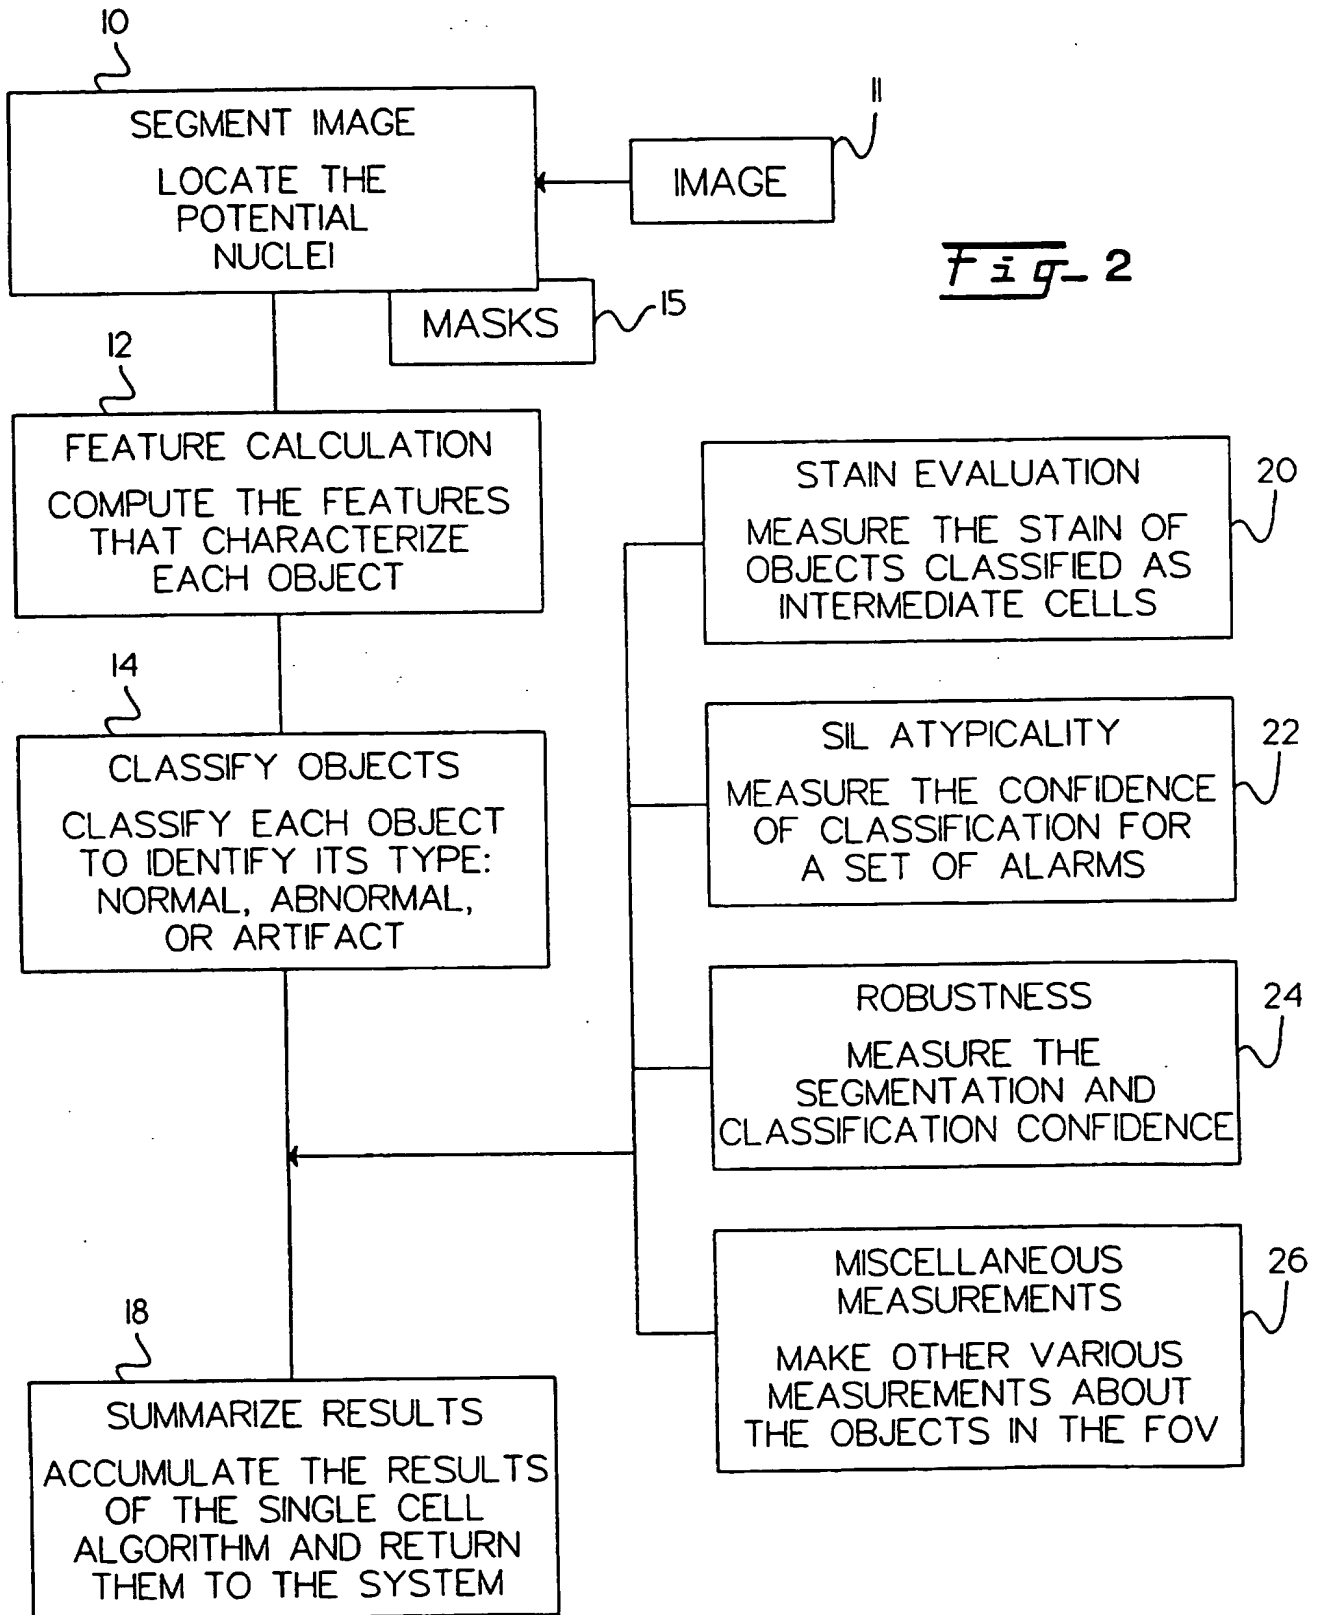 10
SEGMENT IMAGE
LOCATE THE
POTENTIAL
NUCLEI
11
IMAGE
Fig-2
MASKS
15
12
FEATURE CALCULATION
COMPUTE THE FEATURES
THAT CHARACTERIZE
EACH OBJECT
14
CLASSIFY OBJECTS
CLASSIFY EACH OBJECT
TO IDENTIFY ITS TYPE:
NORMAL, ABNORMAL,
OR ARTIFACT
18
SUMMARIZE RESULTS
ACCUMULATE THE RESULTS
OF THE SINGLE CELL
ALGORITHM AND RETURN
THEM TO THE SYSTEM
STAIN EVALUATION
MEASURE THE STAIN OF
OBJECTS CLASSIFIED AS
INTERMEDIATE CELLS
20
SIL ATYPICALITY
MEASURE THE CONFIDENCE
OF CLASSIFICATION FOR
A SET OF ALARMS
22
ROBUSTNESS
MEASURE THE
SEGMENTATION AND
CLASSIFICATION CONFIDENCE
24
MISCELLANEOUS
MEASUREMENTS
MAKE OTHER VARIOUS
MEASUREMENTS ABOUT
THE OBJECTS IN THE FOV
26